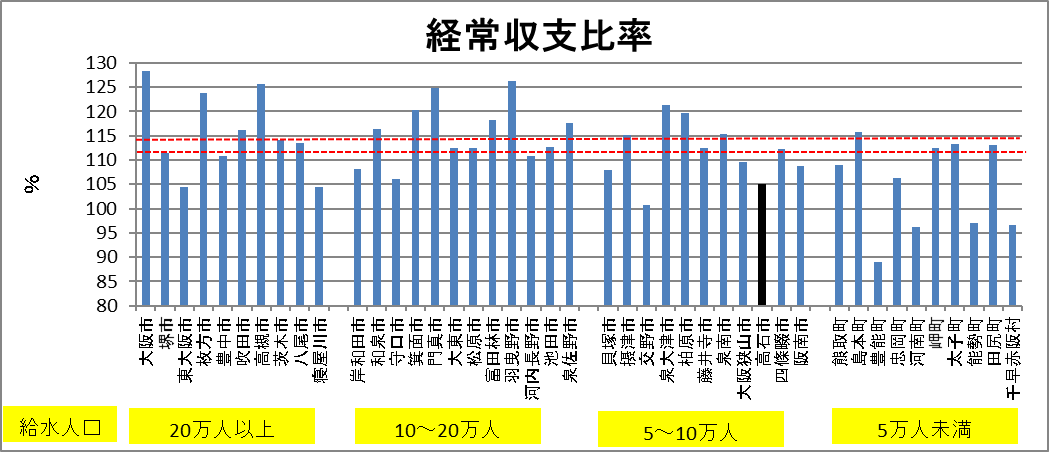 経常収支比率
%
130
125
120
115
110
105
100
95
90
85
80
大阪市
堺市
東大阪市
枚方市
豊中市
吹田市
高槻市
茨木市
八尾市
寝屋川市
岸和田市
和泉市
守口市
箕面市
門真市
大東市
松原市
富田林市
羽曳野市
河内長野市
池田市
泉佐野市
貝塚市
摂津市
交野市
泉大津市
柏原市
藤井寺市
泉南市
大阪狭山市
高石市
四條畷市
阪南市
熊取町
島本町
豊能町
忠岡町
河南町
岬町
太子町
能勢町
田尻町
千早赤阪村
給水人口
20万人以上
10～20万人
5～10万人
5万人未満